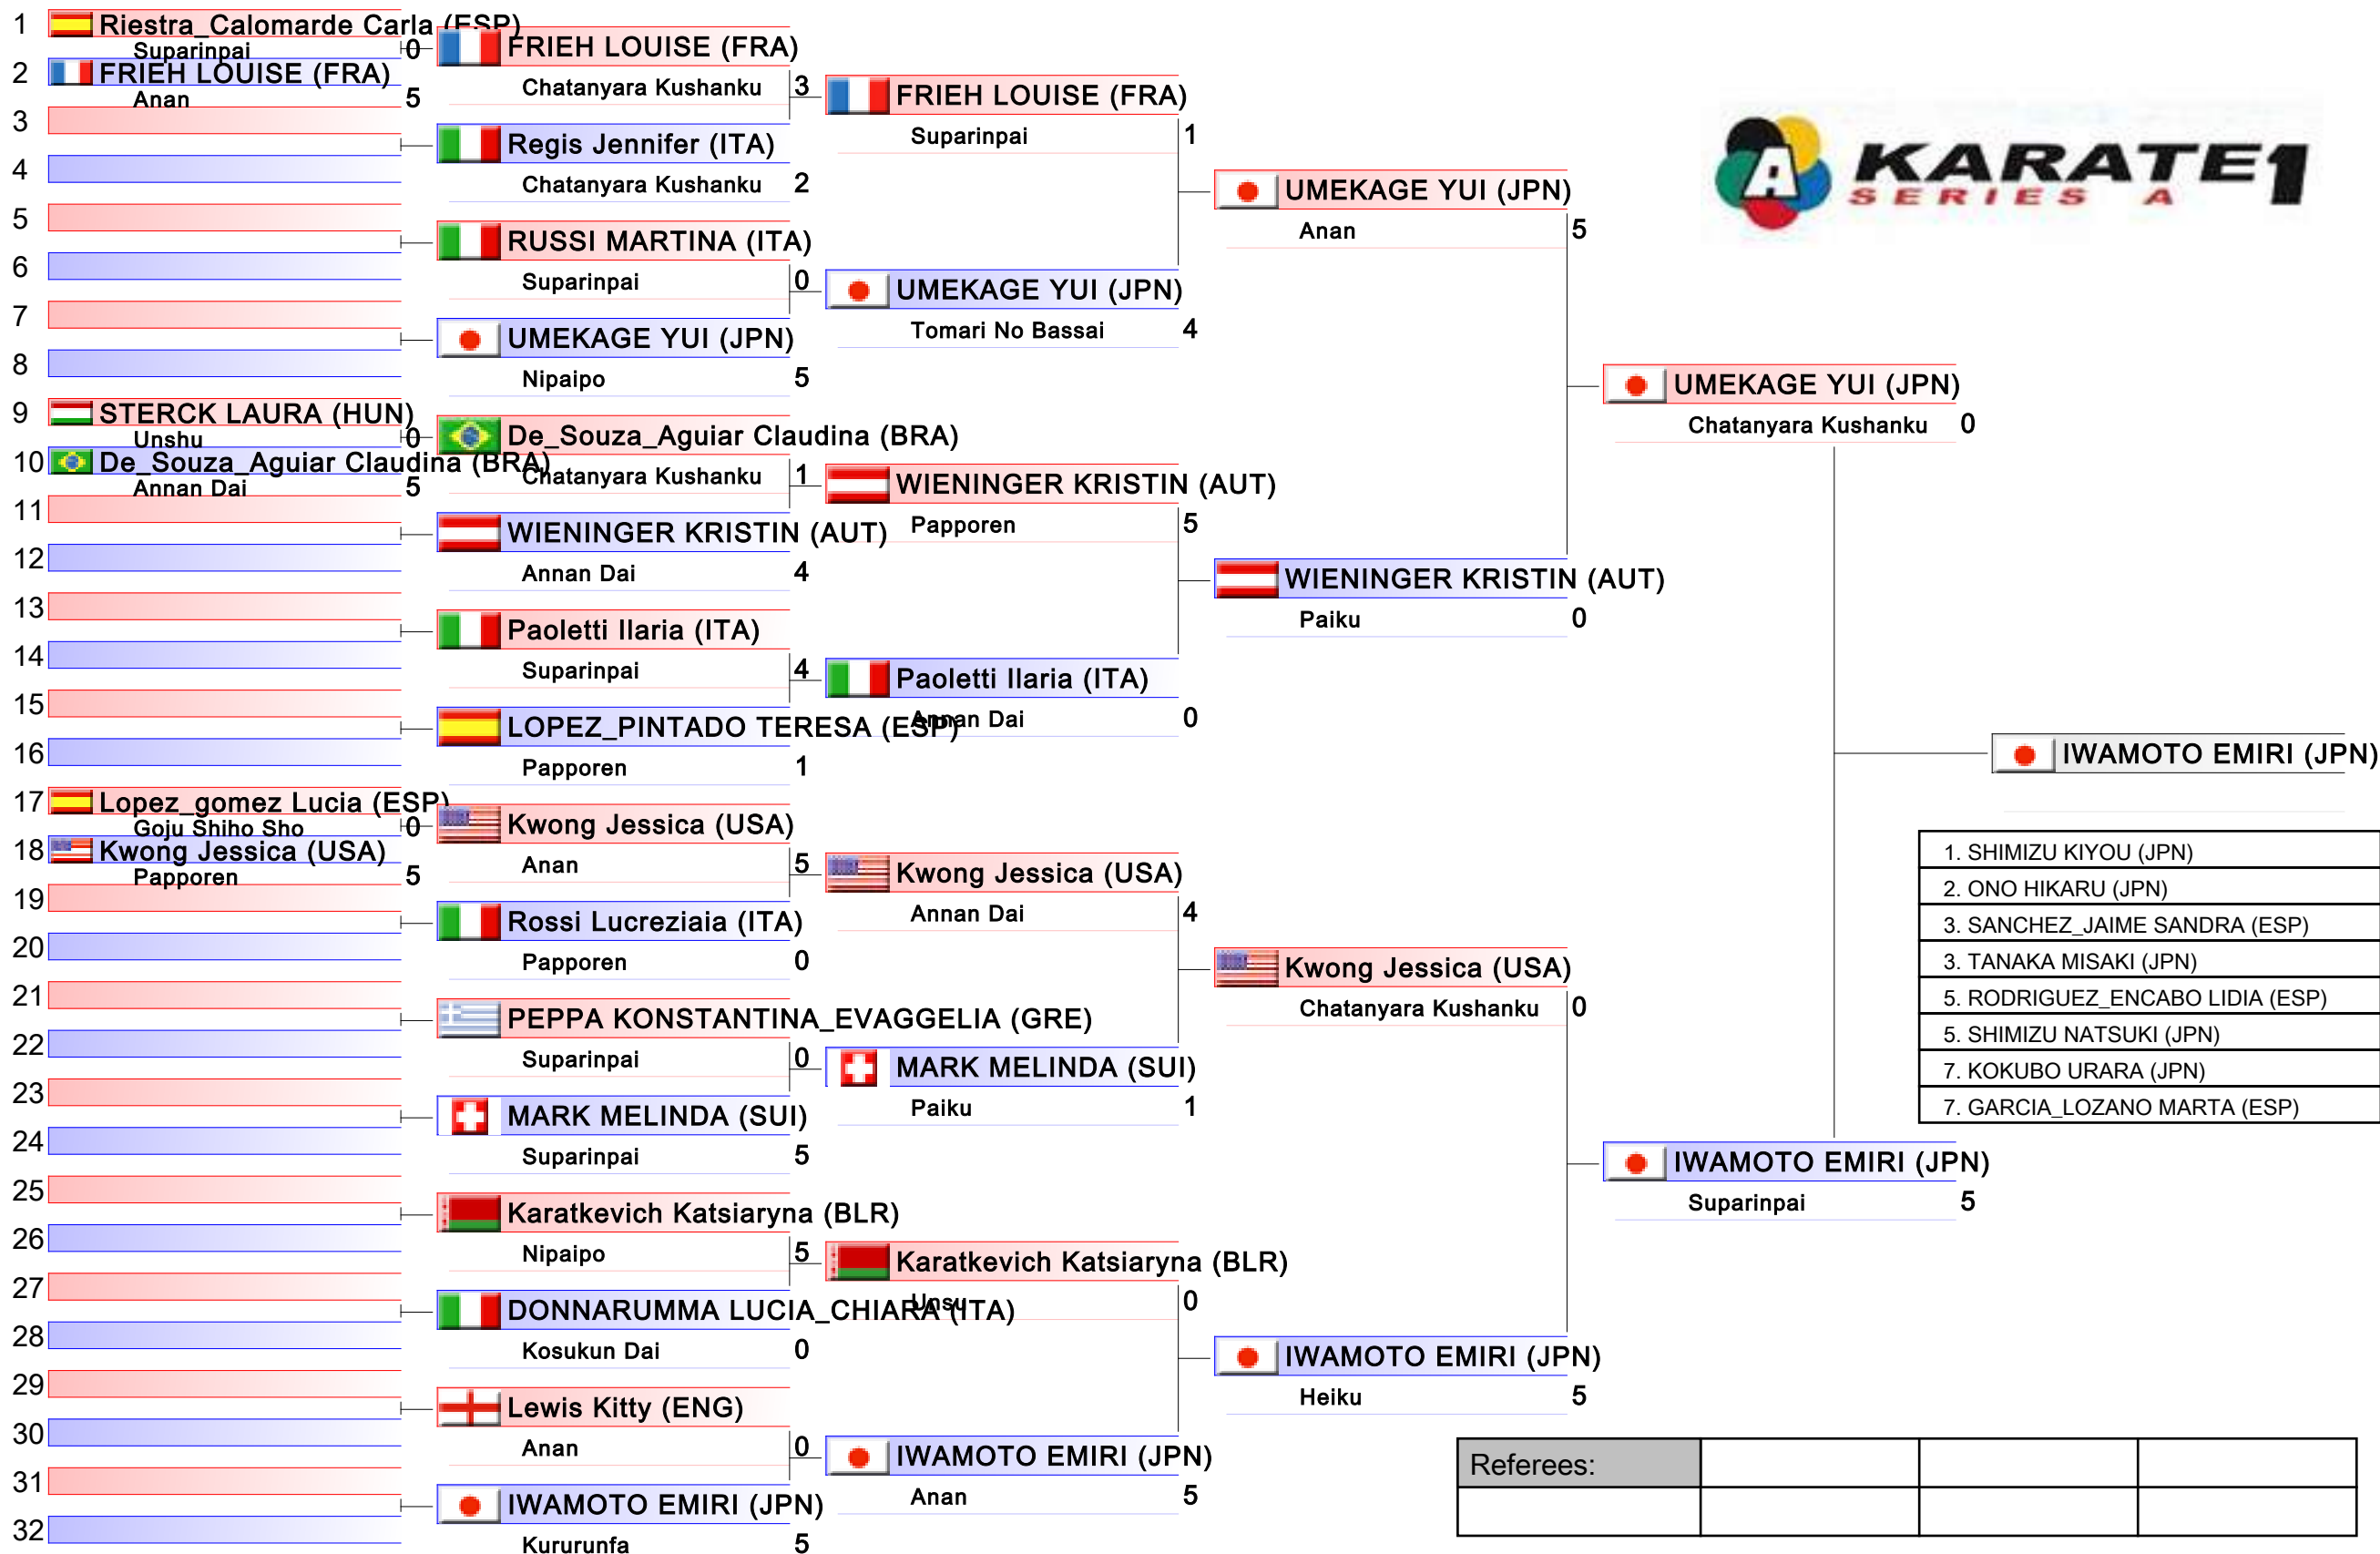 1 Riestra_Calomarde Carla (ESP)
Suparinpai 0
2 FRIEH LOUISE (FRA)
Anan 5
3
4
5
6
7
8
9 STERCK LAURA (HUN)
Unshu 0
10 De_Souza_Aguiar Claudina (BRA)
Annan Dai 5
11
12
13
14
15
16
17 Lopez_gomez Lucia (ESP)
Goju Shiho Sho 0
18 Kwong Jessica (USA)
Papporen 5
19
20
21
22
23
24
25
26
27
28
29
30
31
32
FRIEH LOUISE (FRA)
Chatanyara Kushanku 3
Regis Jennifer (ITA)
Chatanyara Kushanku 2
RUSSI MARTINA (ITA)
Suparinpai 0
UMEKAGE YUI (JPN)
Nipaipo 5
De_Souza_Aguiar Claudina (BRA)
Chatanyara Kushanku 1
WIENINGER KRISTIN (AUT)
Annan Dai 4
Paoletti Ilaria (ITA)
Suparinpai 4
LOPEZ_PINTADO TERESA (ESP)
Papporen 1
Kwong Jessica (USA)
Anan 5
Rossi Lucreziaia (ITA)
Papporen 0
PEPPA KONSTANTINA_EVAGGELIA (GRE)
Suparinpai 0
MARK MELINDA (SUI)
Suparinpai 5
Karatkevich Katsiaryna (BLR)
Nipaipo 5
DONNARUMMA LUCIA_CHIARA (ITA)
Kosukun Dai 0
Lewis Kitty (ENG)
Anan 0
IWAMOTO EMIRI (JPN)
Kururunfa 5
FRIEH LOUISE (FRA)
Suparinpai 1
UMEKAGE YUI (JPN)
Tomari No Bassai 4
WIENINGER KRISTIN (AUT)
Papporen 5
Paoletti Ilaria (ITA)
Annan Dai 0
Kwong Jessica (USA)
Annan Dai 4
MARK MELINDA (SUI)
Paiku 1
Karatkevich Katsiaryna (BLR)
Unsu 0
IWAMOTO EMIRI (JPN)
Anan 5
UMEKAGE YUI (JPN)
Anan 5
WIENINGER KRISTIN (AUT)
Paiku 0
Kwong Jessica (USA)
Chatanyara Kushanku 0
IWAMOTO EMIRI (JPN)
Heiku 5
UMEKAGE YUI (JPN)
Chatanyara Kushanku 0
IWAMOTO EMIRI (JPN)
Suparinpai 5
IWAMOTO EMIRI (JPN)
A KARATE1
SERIES A
1. SHIMIZU KIYOU (JPN)
2. ONO HIKARU (JPN)
3. SANCHEZ_JAIME SANDRA (ESP)
3. TANAKA MISAKI (JPN)
5. RODRIGUEZ_ENCABO LIDIA (ESP)
5. SHIMIZU NATSUKI (JPN)
7. KOKUBO URARA (JPN)
7. GARCIA_LOZANO MARTA (ESP)
Referees: